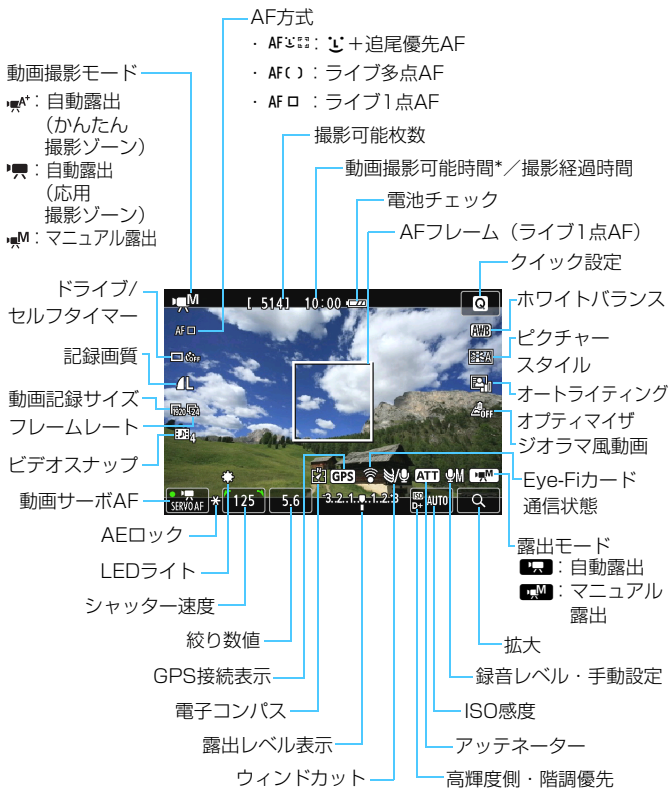 AF方式
・AF：＋追尾優先AF
・AF( )：ライブ多点AF
・AF□：ライブ1点AF
動画撮影モード
A+：自動露出
（かんたん
撮影ゾーン）
：自動露出
（応用
撮影ゾーン）
M：マニュアル露出
撮影可能枚数
動画撮影可能時間*／撮影経過時間
電池チェック
AFフレーム（ライブ1点AF）
クイック設定
ドライブ/
セルフタイマー
記録画質
動画記録サイズ
フレームレート
ビデオスナップ
動画サーボAF
M
[ 514]
10:00
Q
AF□
OFF
L
1920 24
4
AWB
A
OFF
N
GPS
ATT
M
M
SERVO AF
*
125
5.6
3..2..1..0..1..2..:3
ISO
AUTO
D+
ホワイトバランス
ピクチャー
スタイル
オートライティング
オプティマイザ
ジオラマ風動画
Eye-Fiカード
通信状態
露出モード
：自動露出
M：マニュアル
露出
AEロック
LEDライト
シャッター速度
絞り数値
GPS接続表示
電子コンパス
露出レベル表示
ウィンドカット
拡大
録音レベル・手動設定
ISO感度
アッテネーター
高輝度側・階調優先